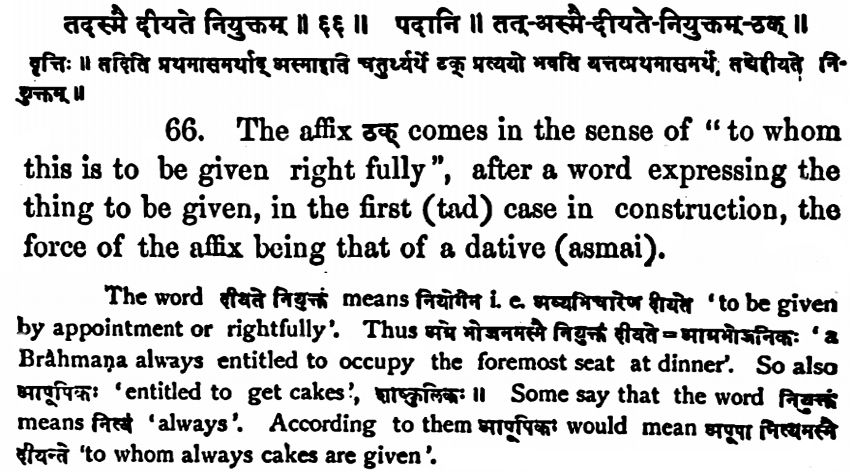 तदस्मै दीयते नियुक्तम् ॥ ६६ ॥ पदानि ॥ तत्-अस्मै-दीयते-नियुक्तम्-ठक् ॥
वृत्तिः ॥ तदिति प्रथमासमर्थाद् अस्माइति चतुर्थ्यर्थे ठक् प्रत्ययो भवति यत्तत्प्रथमासमर्थं, तच्चेद्दीयते नि-
युक्तम् ॥
66. The affix ठक् comes in the sense of “to whom
this is to be given right fully”, after a word expressing the
thing to be given, in the first (tad) case in construction, the
force of the affix being that of a dative (asmai).
The word दीयते नियुक्तं means नियोगेन i. e. अव्यभिचारेण दीयते ‘to be given
by appointment or rightfully’. Thus अग्रे भोजनमस्मै नियुक्तं दीयते = आग्रभोजनिकः ‘a
Brâhmaṇa always entitled to occupy the foremost seat at dinner’. So also
आपूपिकः ‘entitled to get cakes’, शाष्कुलिकः ॥ Some say that the word नियुक्तं
means नित्यं ‘always’. According to them आपूपिकः would mean अपूपा नित्यमस्मै
दीयन्ते ‘to whom always cakes are given’.